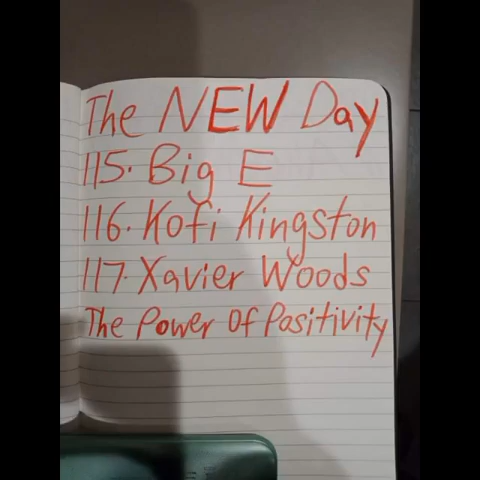 The NEW Day
115. Big E
116. Kofi Kingston
117. Xavier Woods
The Power Of Positivity